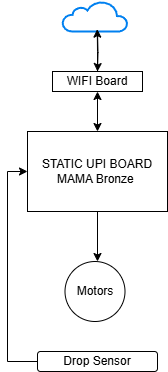 WIFI Board
STATIC UPI BOARD
MAMA Bronze
Motors
Drop Sensor